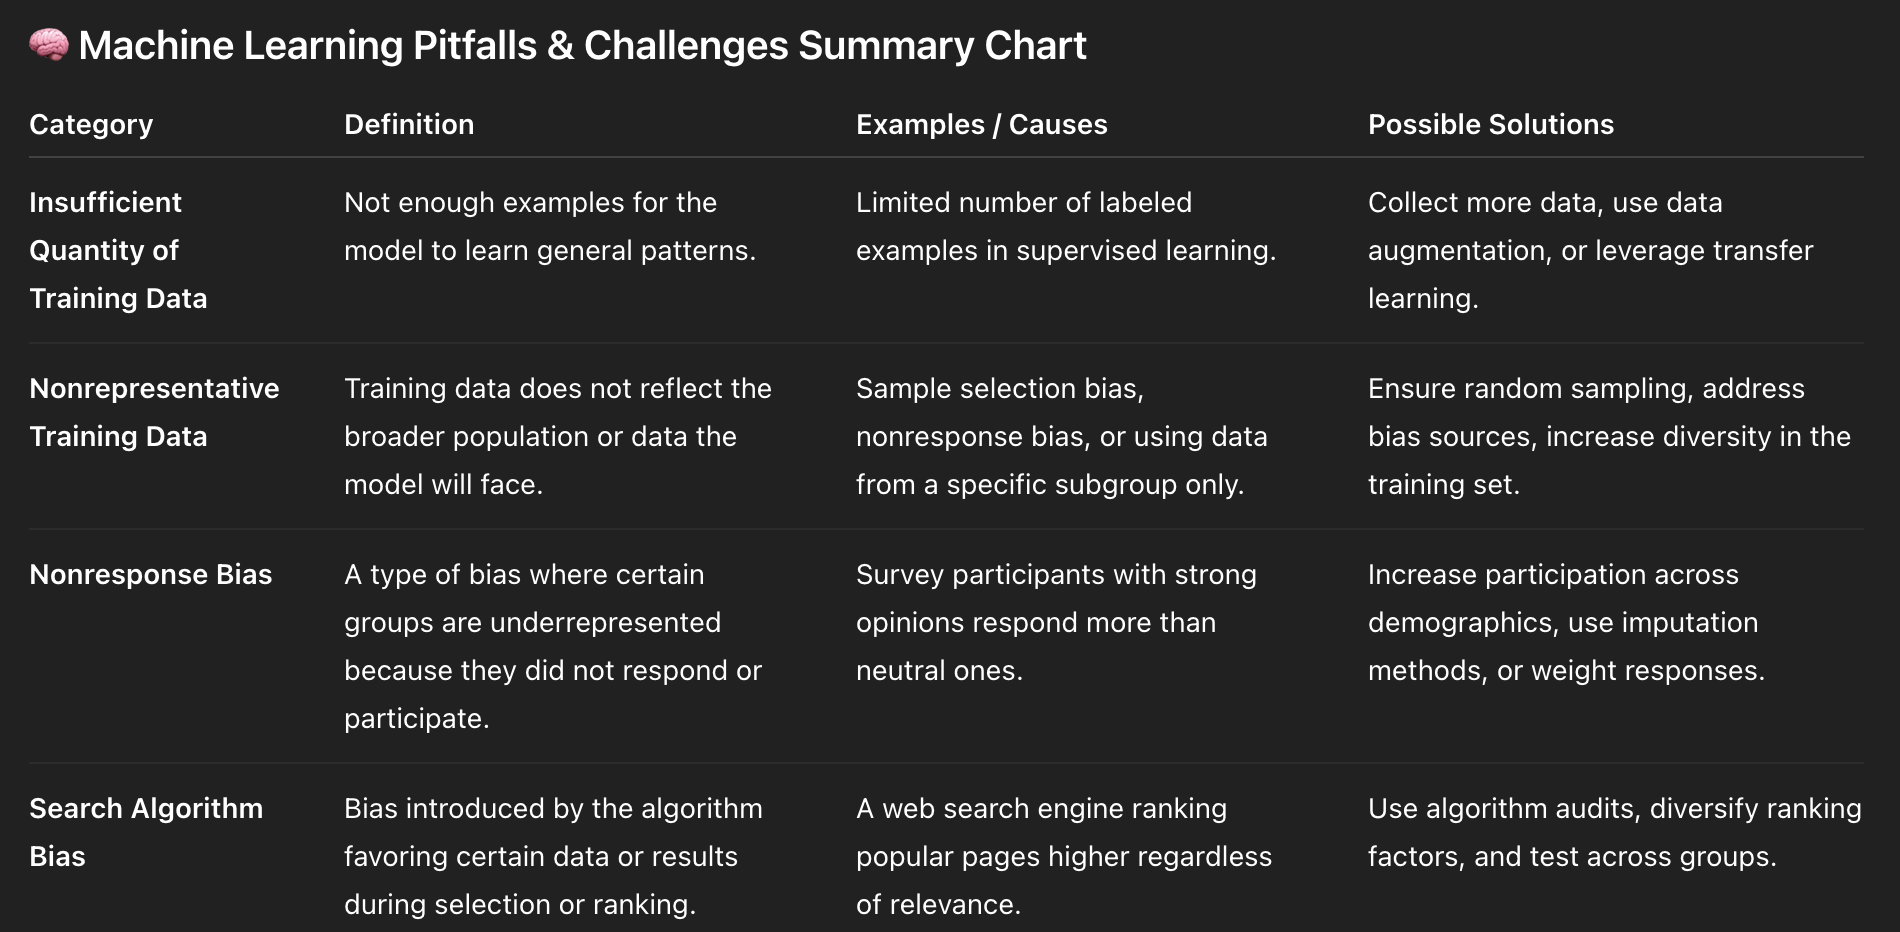 🧠 Machine Learning Pitfalls & Challenges Summary Chart
Category
Definition
Examples / Causes
Possible Solutions
Insufficient
Quantity of
Training Data
Not enough examples for the
model to learn general patterns.
Limited number of labeled
examples in supervised learning.
Collect more data, use data
augmentation, or leverage transfer
learning.
Nonrepresentative
Training Data
Training data does not reflect the
broader population or data the
model will face.
Sample selection bias,
nonresponse bias, or using data
from a specific subgroup only.
Ensure random sampling, address
bias sources, increase diversity in the
training set.
Nonresponse Bias
A type of bias where certain
groups are underrepresented
because they did not respond or
participate.
Survey participants with strong
opinions respond more than
neutral ones.
Increase participation across
demographics, use imputation
methods, or weight responses.
Search Algorithm
Bias
Bias introduced by the algorithm
favoring certain data or results
during selection or ranking.
A web search engine ranking
popular pages higher regardless
of relevance.
Use algorithm audits, diversify ranking
factors, and test across groups.